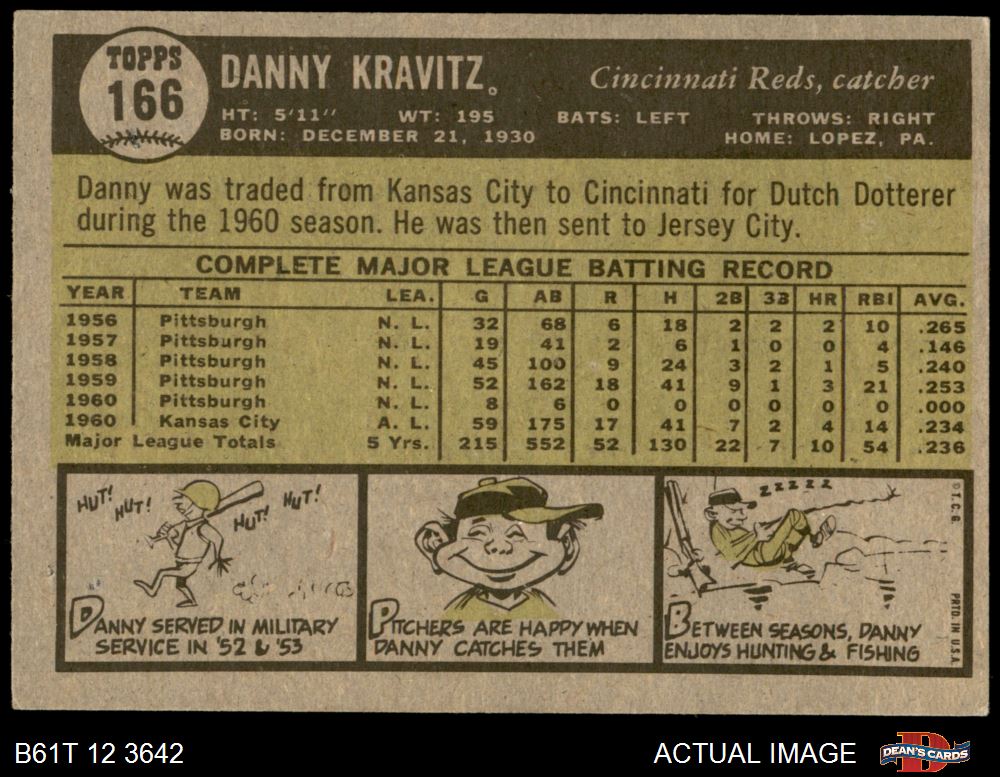 TOPPS
166
DANNY KRAVITZ.
Cincinnati Reds, catcher
HT: 5'11" WT: 195 BATS: LEFT THROWS: RIGHT
BORN: DECEMBER 21, 1930 HOME: LOPEZ, PA.
Danny was traded from Kansas City to Cincinnati for Dutch Dotterer
during the 1960 season. He was then sent to Jersey City.
COMPLETE MAJOR LEAGUE BATTING RECORD
YEAR TEAM LEA. G AB R H 2B 3B HR RBI AVG.
1956 Pittsburgh N. L. 32 68 6 18 2 2 2 10 .265
1957 Pittsburgh N. L. 19 41 2 6 1 0 0 4 .146
1958 Pittsburgh N. L. 45 100 9 24 3 2 1 5 .240
1959 Pittsburgh N. L. 52 162 18 41 9 1 3 21 .253
1960 Pittsburgh N. L. 8 6 0 0 0 0 0 0 .000
1960 Kansas City A. L. 59 175 17 41 7 2 4 14 .234
Major League Totals 5 Yrs. 215 552 52 130 22 7 10 54 .236
HUT! HUT! HUT! HUT!
DANNY SERVED IN MILITARY
SERVICE IN '52 & '53
PITCHERS ARE HAPPY WHEN
DANNY CATCHES THEM
ZZZZZ
BETWEEN SEASONS, DANNY
ENJOYS HUNTING & FISHING
© T. C. G. PRTD. IN U.S.A.
B61T 12 3642
ACTUAL IMAGE
DEAN'S CARDS